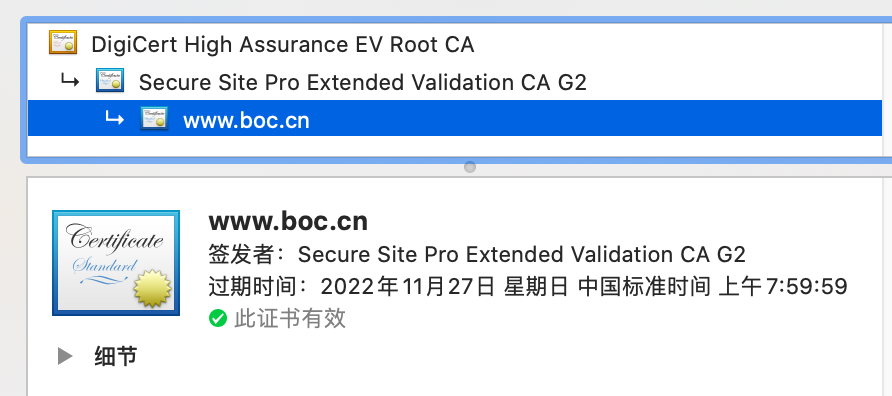 DigiCert High Assurance EV Root CA
Secure Site Pro Extended Validation CA G2
www.boc.cn
Certificate
Standard
www.boc.cn
签发者：Secure Site Pro Extended Validation CA G2
过期时间：2022年11月27日 星期日 中国标准时间 上午7:59:59
此证书有效
细节